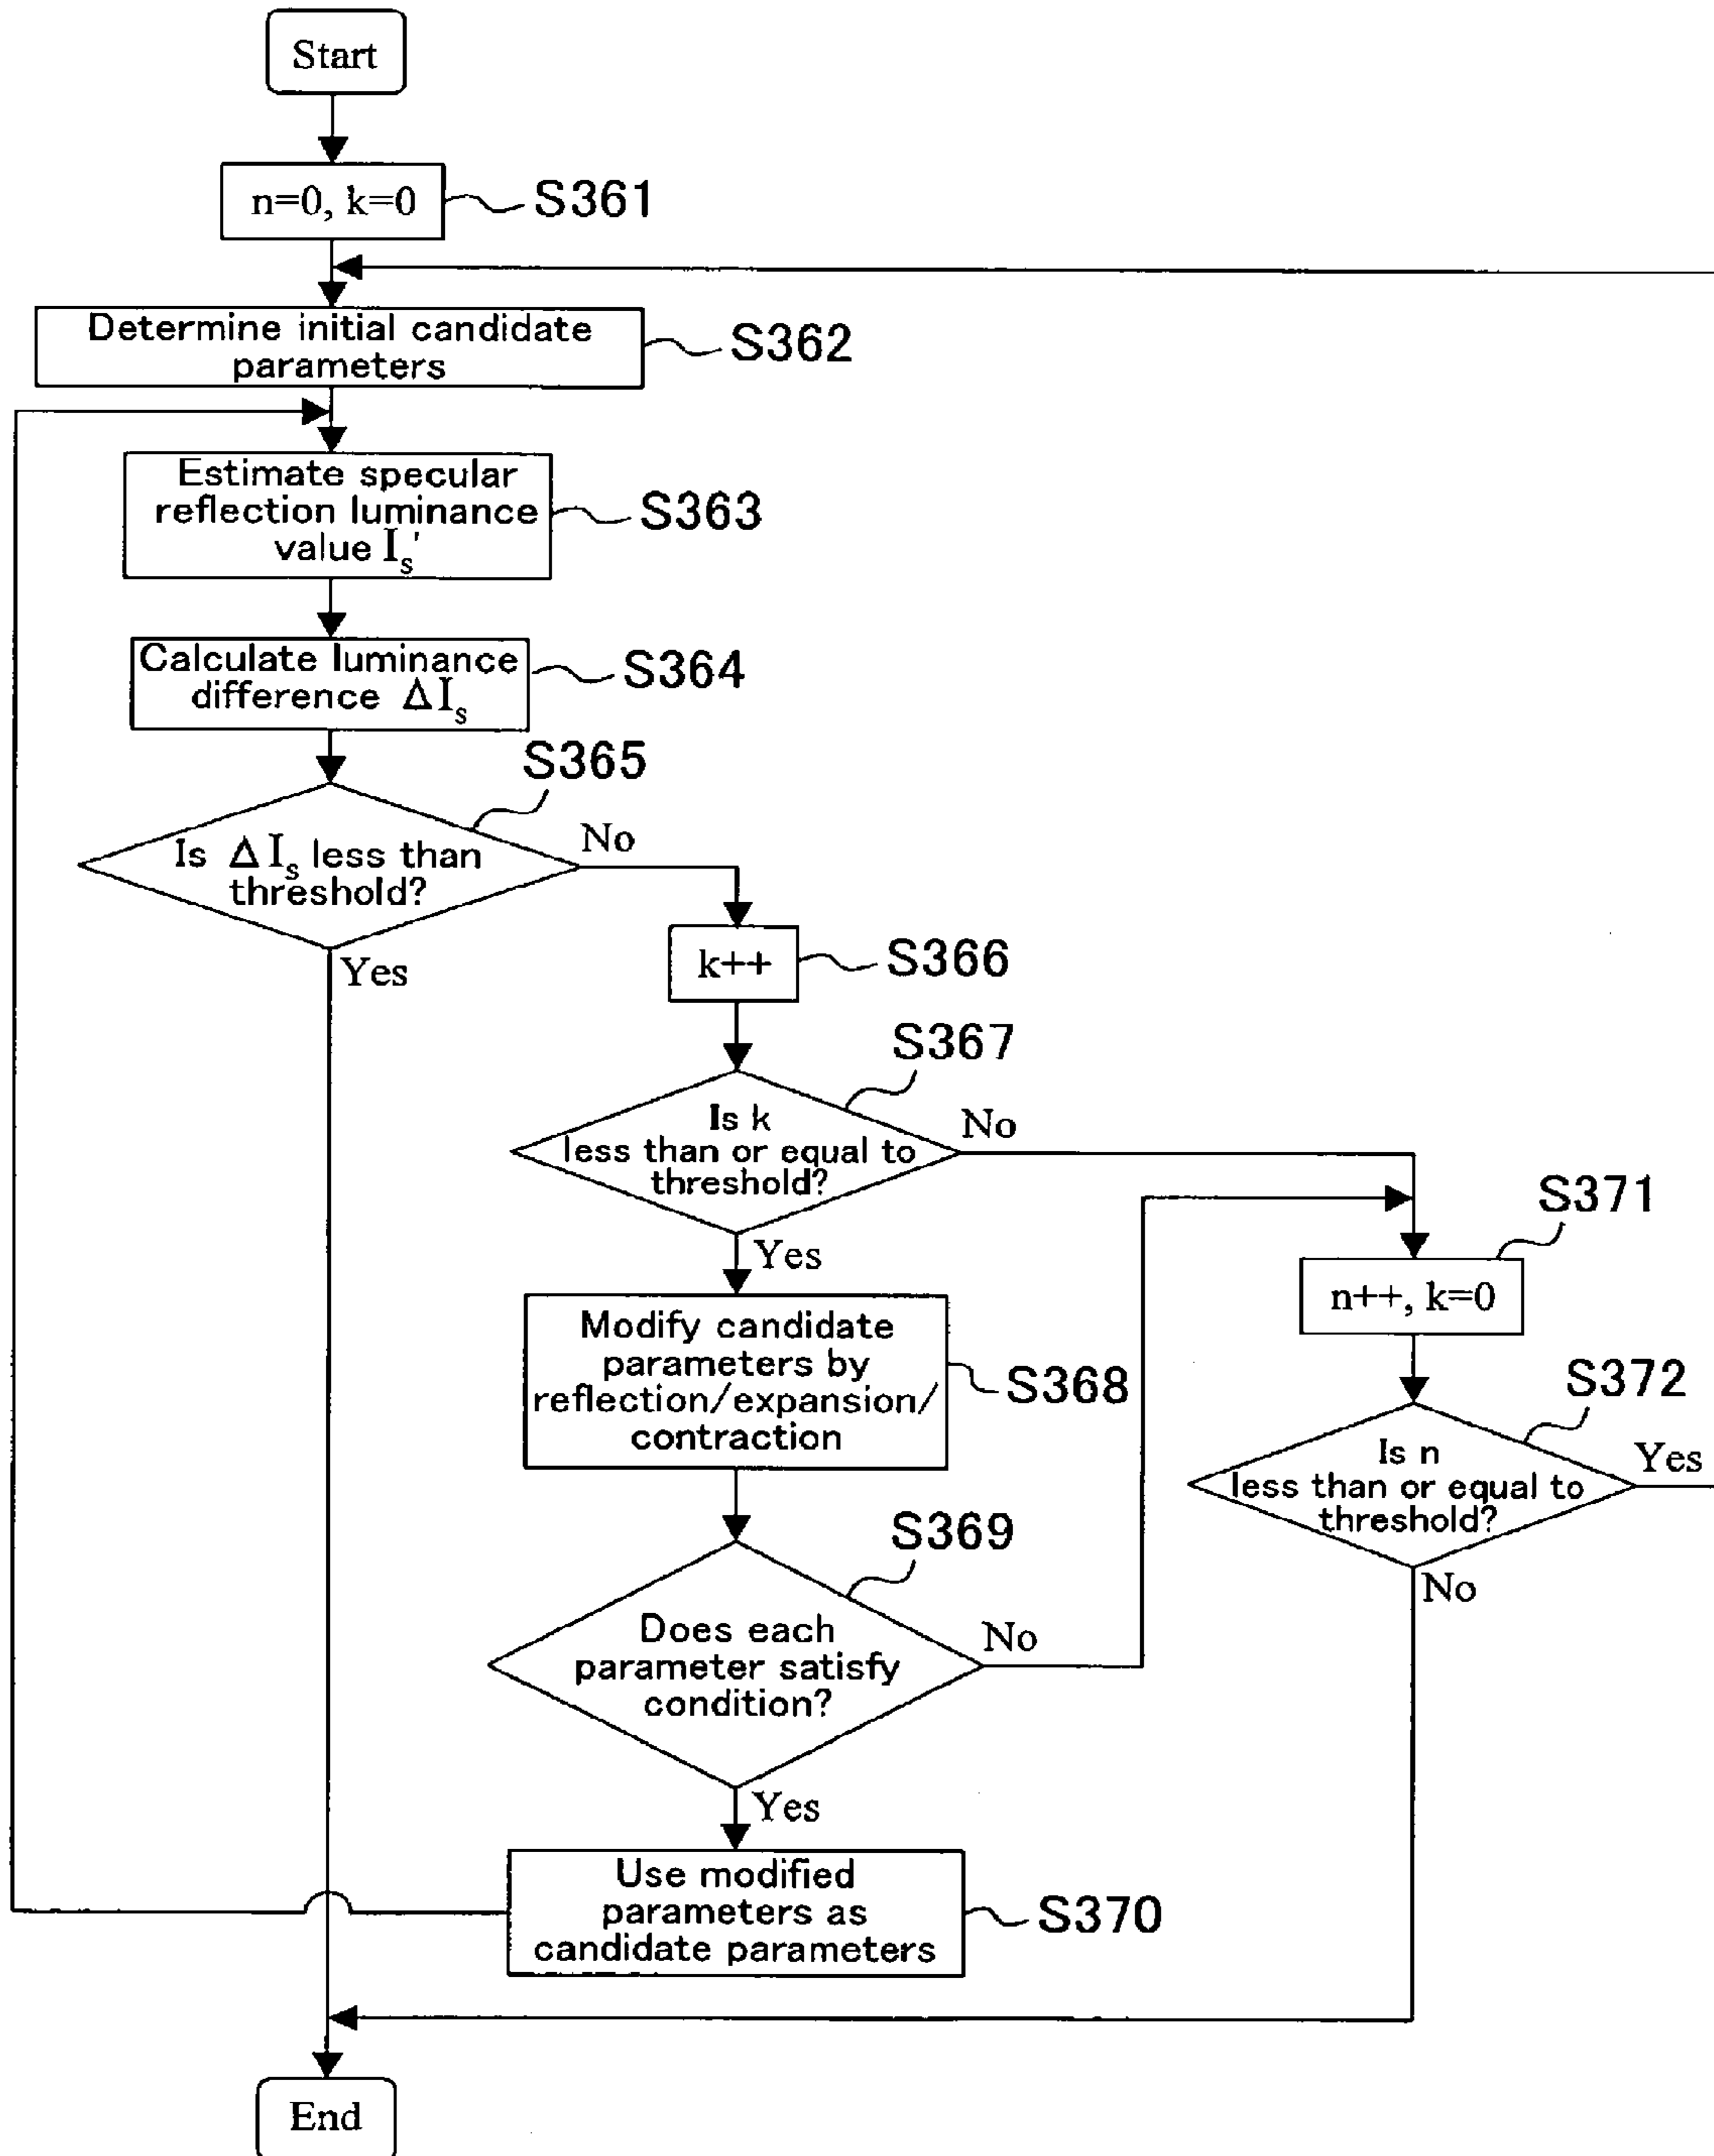 Start
n=0, k=0
S361
Determine initial candidate
parameters
S362
Estimate specular
reflection luminance
value Is'
S363
Calculate luminance
difference ΔIs
S364
S365
Is ΔIs less than
threshold?
No
Yes
k++
S366
S367
Is k
less than or equal to
threshold?
No
Yes
S371
n++, k=0
Modify candidate
parameters by
reflection/expansion/
contraction
S368
S372
Is n
less than or equal to
threshold?
Yes
No
S369
Does each
parameter satisfy
condition?
No
Yes
Use modified
parameters as
candidate parameters
S370
End